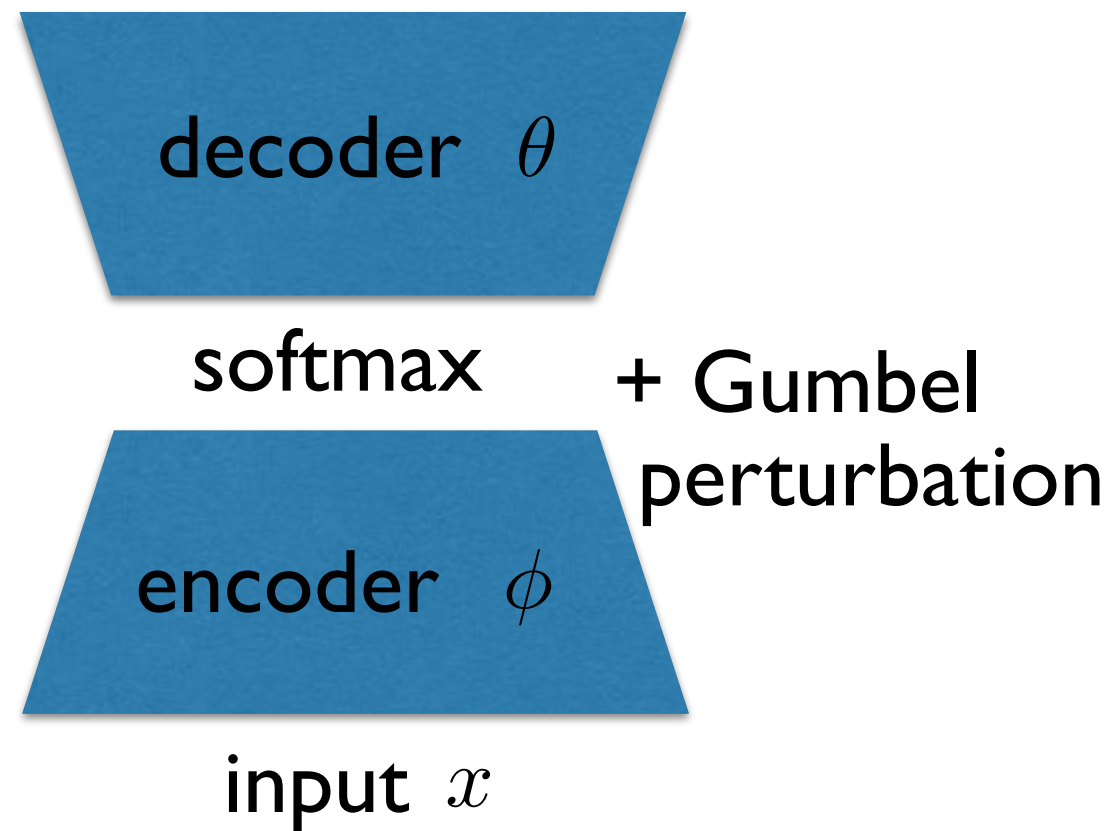 decoder θ
softmax
+ Gumbel
perturbation
encoder ϕ
input x